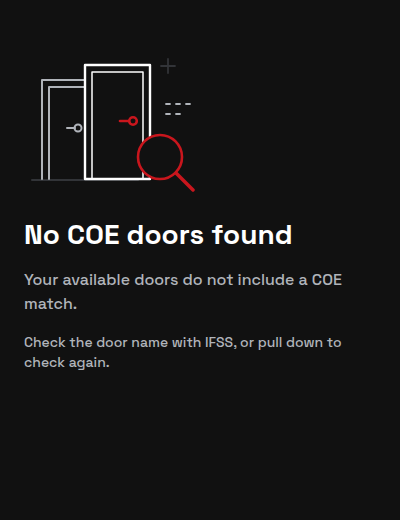 No COE doors found
Your available doors do not include a COE
match.
Check the door name with IFSS, or pull down to
check again.